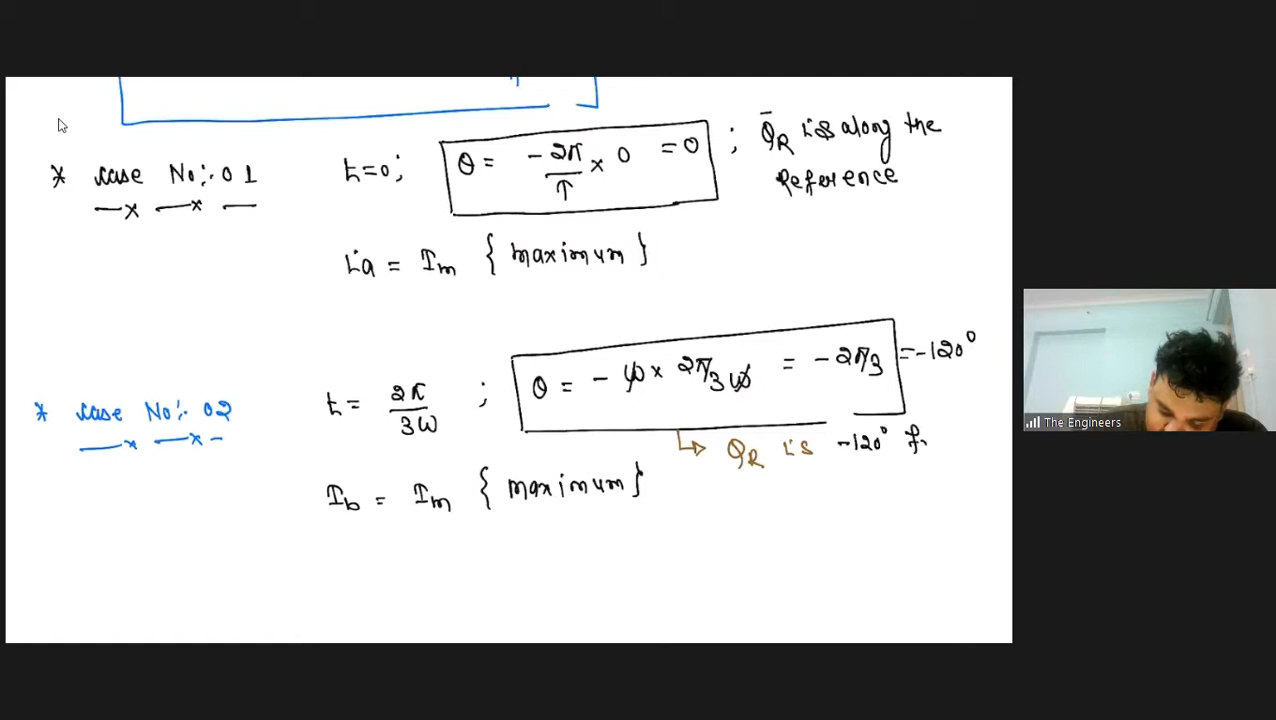 * case No:- 01 t=0; θ = -2π/T × 0 = 0 ; φ̄R is along the
reference
ia = Im { maximum }
* case No:- 02 t = 2π/3ω ; θ = - ω × 2π/3ω = - 2π/3 = -120°
↳ φR is -120° f
Ib = Im { maximum }
The Engineers